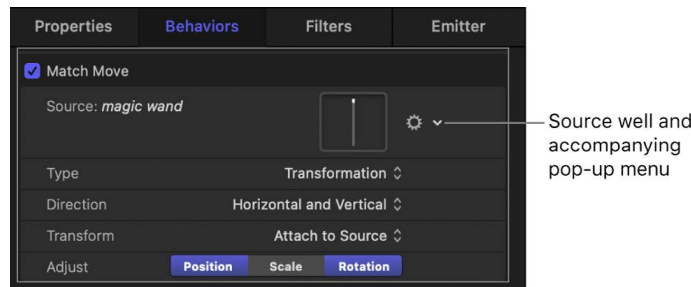 Properties Behaviors Filters Emitter
Match Move
Source: magic wand
Source well and
accompanying
pop-up menu
Type Transformation
Direction Horizontal and Vertical
Transform Attach to Source
Adjust Position Scale Rotation